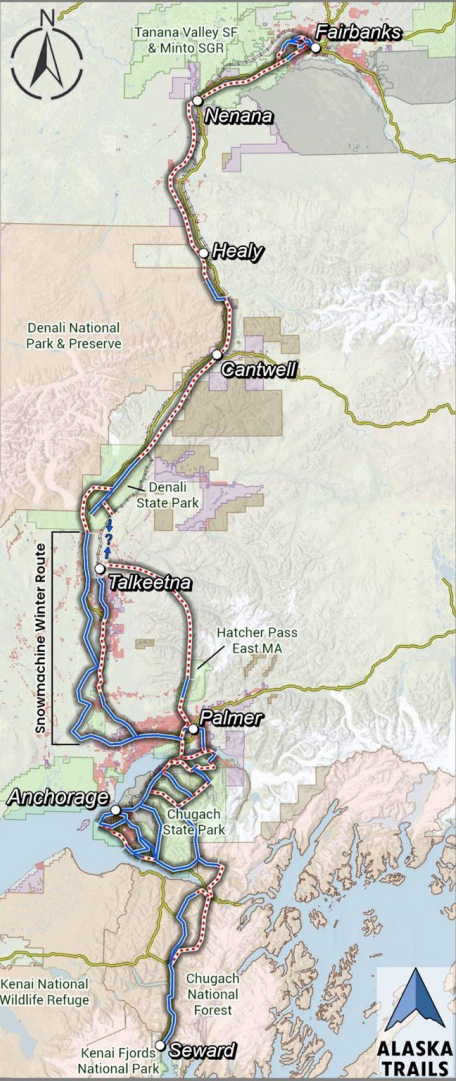 N
Tanana Valley SF
& Minto SGR
Fairbanks
Nenana
Healy
Denali National
Park & Preserve
Cantwell
Denali
State Park
?
Talkeetna
Snowmachine Winter Route
Hatcher Pass
East MA
Palmer
Anchorage
Chugach
State Park
Kenai National
Wildlife Refuge
Chugach
National
Forest
Kenai Fjords
National Park
Seward
ALASKA
TRAILS